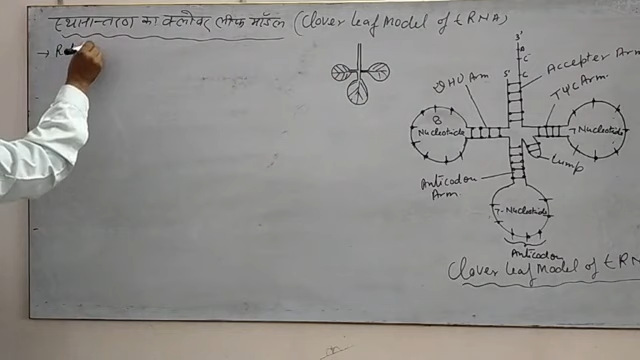 स्थानान्तरण का क्लोवर लीफ मॉडल (Clover Leaf Model of tRNA)
→ R
3'
A
C
C
5'
Accepter Arm
DHU Arm
TψC Arm.
8
Nucleotide
7 Nucleotide
Lump
Anticodon
Arm.
7-Nucleotide
Anticodon
Clover Leaf Model of tRNA